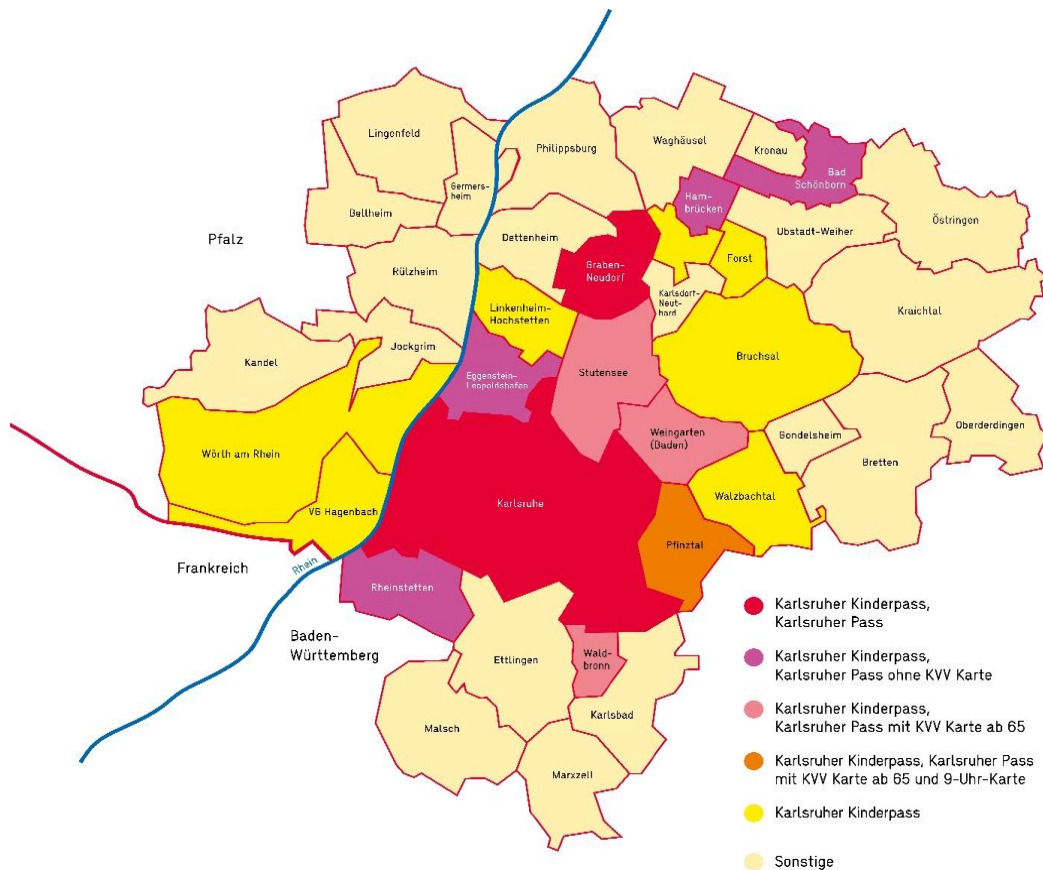 Lingenfeld
Philippsburg
Waghäusel
Kronau
Bad
Schönborn
Germers-
heim
Bellheim
Ham-
brücken
Östringen
Pfalz
Dettenheim
Ubstadt-Weiher
Rülzheim
Graben-
Neudorf
Forst
Karlsdorf-
Neut-
hard
Kraichtal
Linkenheim-
Hochstetten
Jockgrim
Kandel
Bruchsal
Eggenstein-
Leopoldshafen
Stutensee
Oberderdingen
Weingarten
(Baden)
Gondelsheim
Wörth am Rhein
Bretten
Walzbachtal
Karlsruhe
VG Hagenbach
Pfinztal
Frankreich
Rhein
Rheinstetten
Baden-
Württemberg
Ettlingen
Wald-
bronn
Karlsbad
Malsch
Marxzell
Karlsruher Kinderpass,
Karlsruher Pass
Karlsruher Kinderpass,
Karlsruher Pass ohne KVV Karte
Karlsruher Kinderpass,
Karlsruher Pass mit KVV Karte ab 65
Karlsruher Kinderpass, Karlsruher Pass
mit KVV Karte ab 65 und 9-Uhr-Karte
Karlsruher Kinderpass
Sonstige